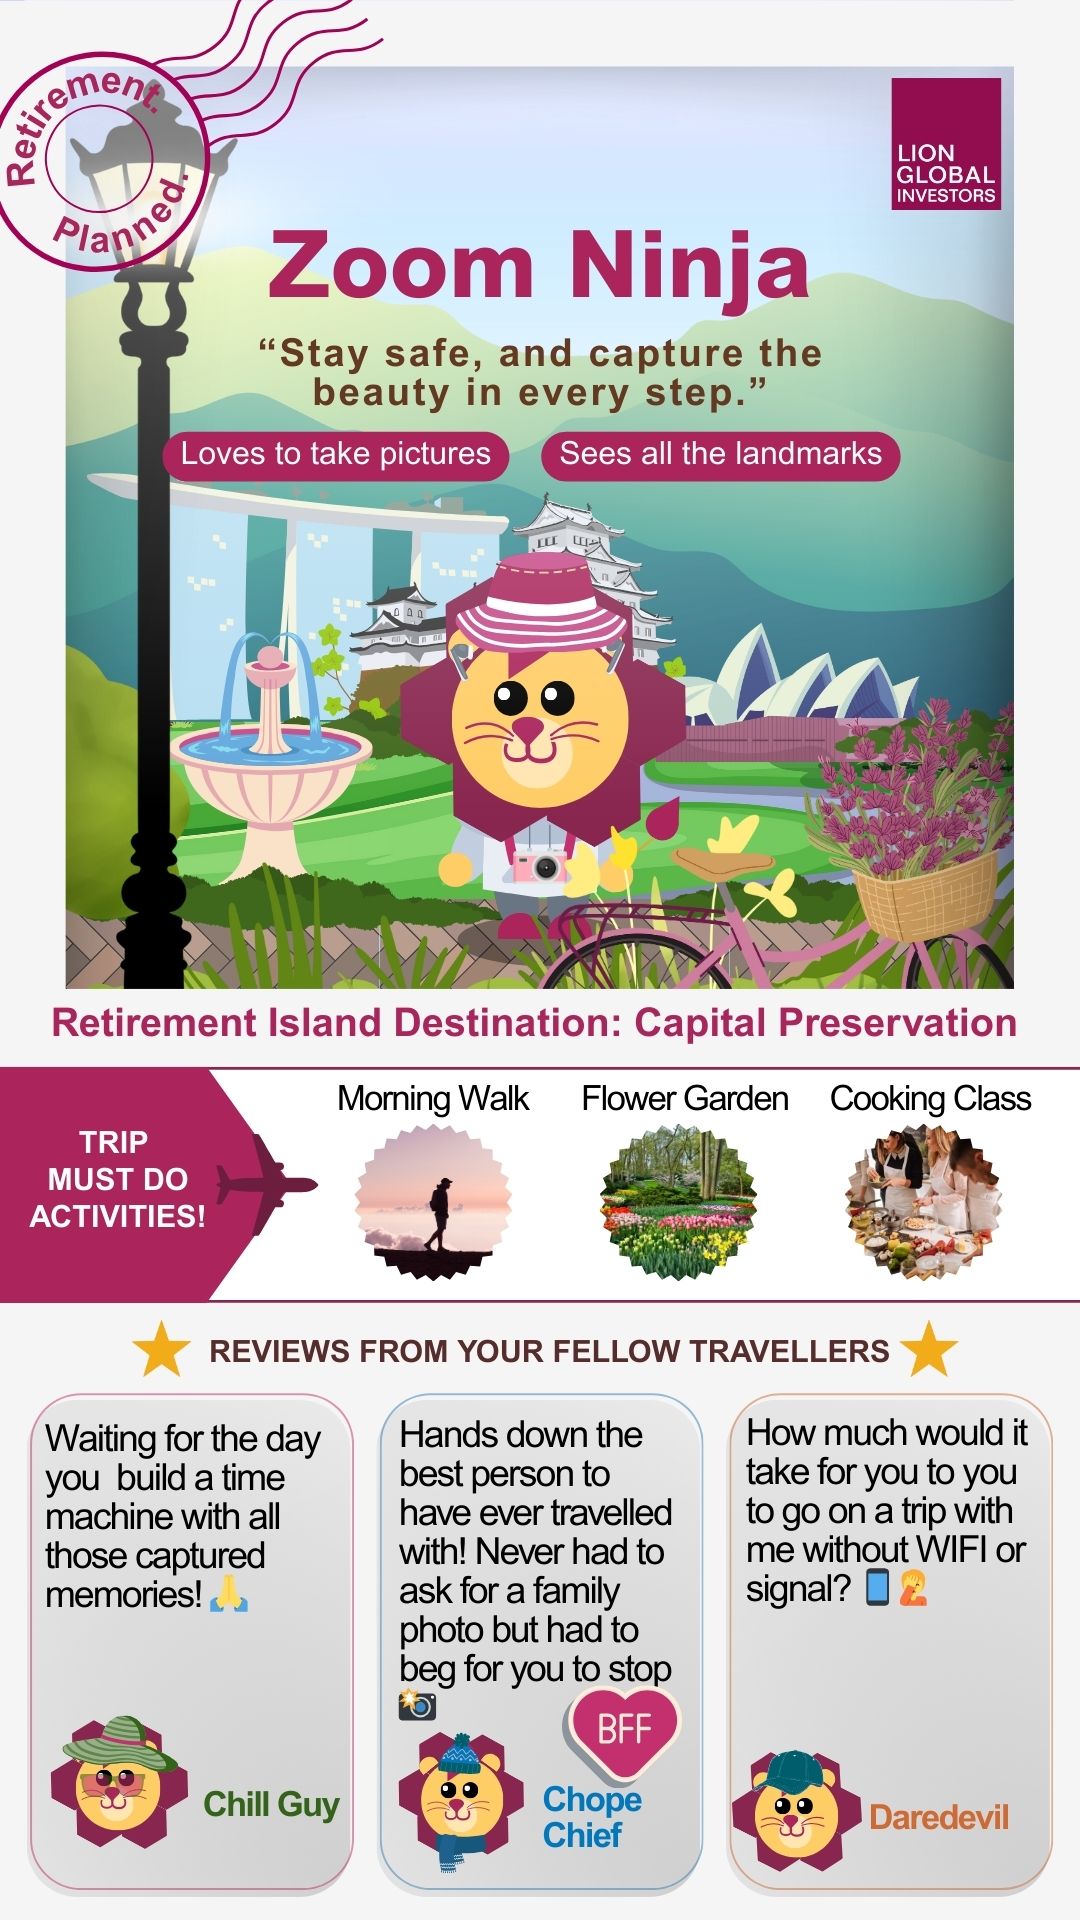 Retirement.
Planned.
LION
GLOBAL
INVESTORS
Zoom Ninja
“Stay safe, and capture the
beauty in every step.”
Loves to take pictures
Sees all the landmarks
Retirement Island Destination: Capital Preservation
TRIP
MUST DO
ACTIVITIES!
Morning Walk
Flower Garden
Cooking Class
REVIEWS FROM YOUR FELLOW TRAVELLERS
Waiting for the day
you build a time
machine with all
those captured
memories! 🙏
Chill Guy
Hands down the
best person to
have ever travelled
with! Never had to
ask for a family
photo but had to
beg for you to stop
📸
BFF
Chope
Chief
How much would it
take for you to you
to go on a trip with
me without WIFI or
signal? 📱🤦
Daredevil